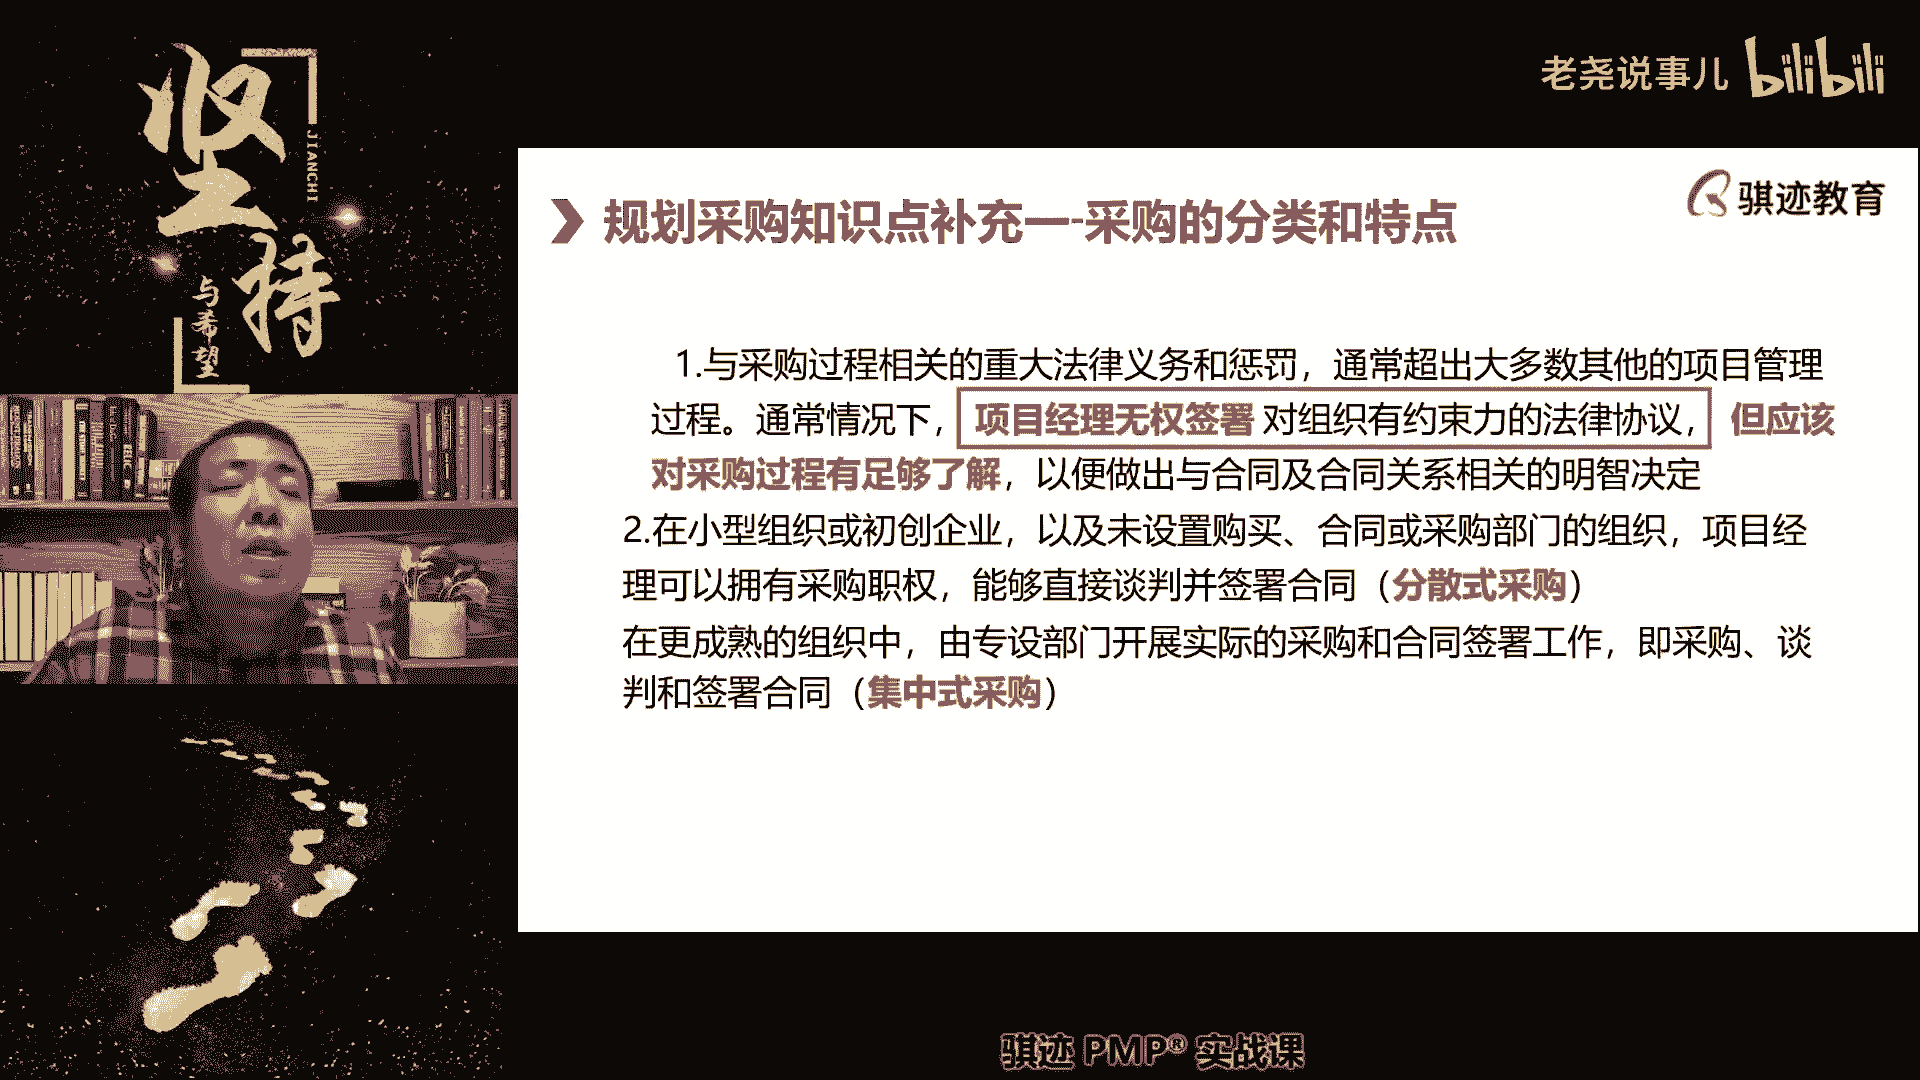 坚持
JIANCHI
与希望
老尧说事儿 bilibili
骐迹教育
规划采购知识点补充一-采购的分类和特点
1.与采购过程相关的重大法律义务和惩罚，通常超出大多数其他的项目管理
过程。通常情况下，项目经理无权签署 对组织有约束力的法律协议，但应该
对采购过程有足够了解，以便做出与合同及合同关系相关的明智决定
2.在小型组织或初创企业，以及未设置购买、合同或采购部门的组织，项目经
理可以拥有采购职权，能够直接谈判并签署合同（分散式采购）
在更成熟的组织中，由专设部门开展实际的采购和合同签署工作，即采购、谈
判和签署合同（集中式采购）
骐迹 PMP® 实战课